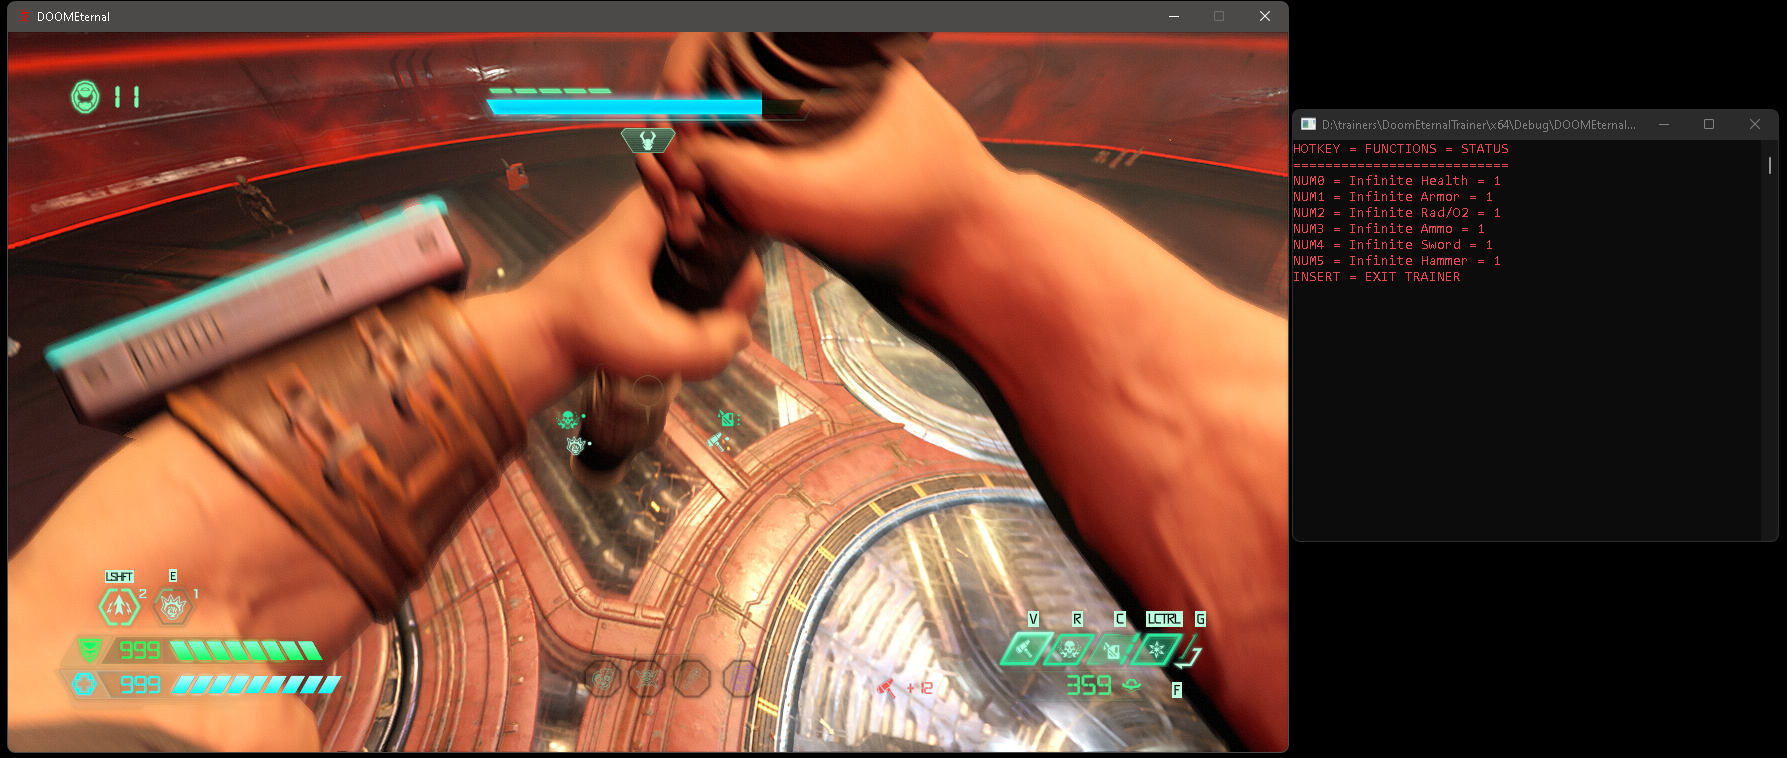 DOOMEternal
11
LSHFT
E
2
1
999
999
V
R
C
LCTRL
G
359
F
+12
D:\trainers\DoomEternalTrainer\x64\Debug\DOOMEternal...
HOTKEY = FUNCTIONS = STATUS
===========================
NUM0 = Infinite Health = 1
NUM1 = Infinite Armor = 1
NUM2 = Infinite Rad/O2 = 1
NUM3 = Infinite Ammo = 1
NUM4 = Infinite Sword = 1
NUM5 = Infinite Hammer = 1
INSERT = EXIT TRAINER